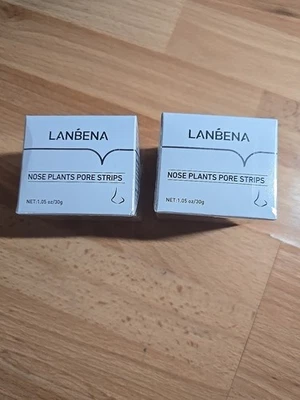 LANBENA
NOSE PLANTS PORE STRIPS
NET:1.05 oz/30g
LANBENA
NOSE PLANTS PORE STRIPS
NET:1.05 oz/30g